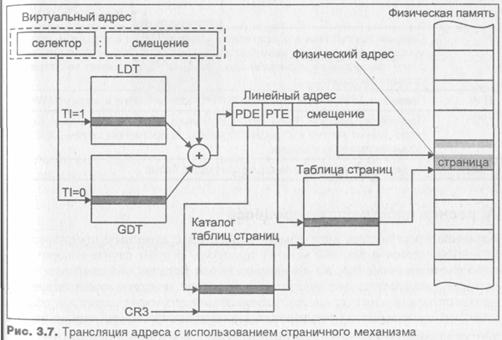 Виртуальный адрес
Физическая память
селектор : смещение
LDT
Физический адрес
Линейный адрес
TI=1
PDE PTE смещение
+
страница
Таблица страниц
TI=0
GDT
Каталог
таблиц страниц
CR3
Рис. 3.7. Трансляция адреса с использованием страничного механизма